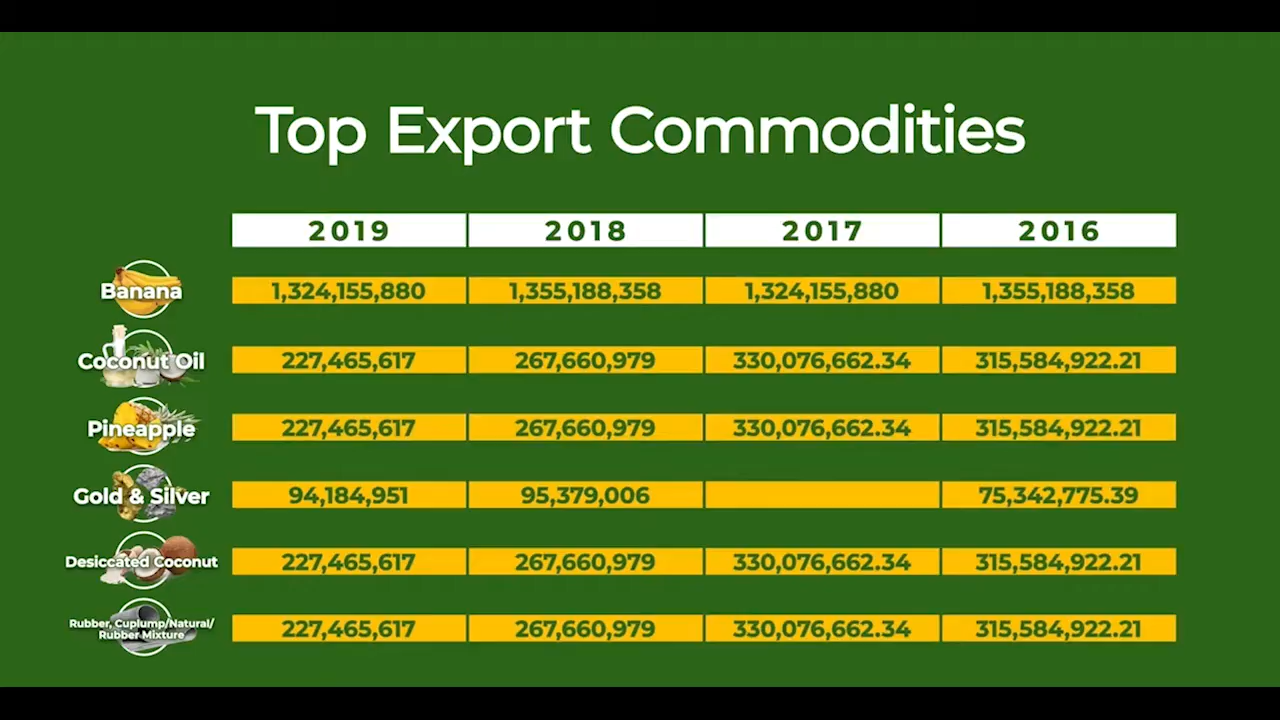 Top Export Commodities
2019 2018 2017 2016
Banana 1,324,155,880 1,355,188,358 1,324,155,880 1,355,188,358
Coconut Oil 227,465,617 267,660,979 330,076,662.34 315,584,922.21
Pineapple 227,465,617 267,660,979 330,076,662.34 315,584,922.21
Gold & Silver 94,184,951 95,379,006 75,342,775.39
Desiccated Coconut 227,465,617 267,660,979 330,076,662.34 315,584,922.21
Rubber, Cuplump/Natural/
Rubber Mixture 227,465,617 267,660,979 330,076,662.34 315,584,922.21